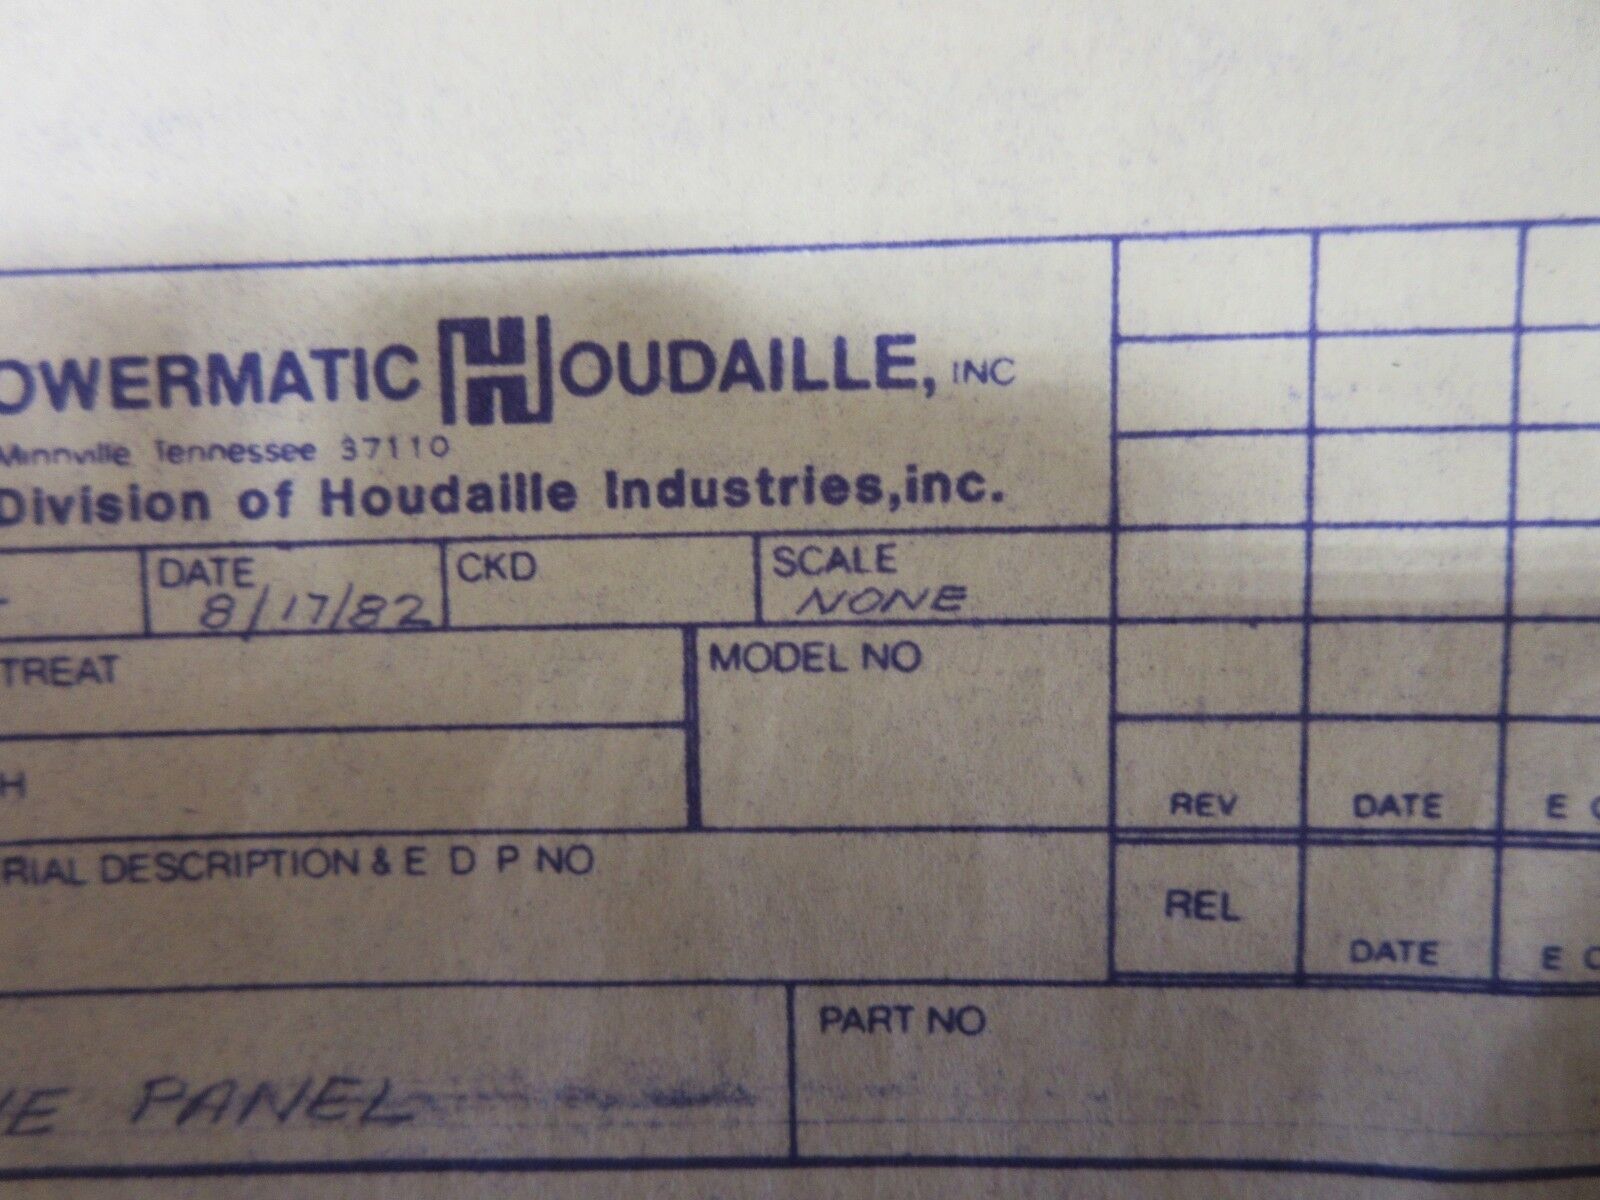 OWERMATIC HOUDAILLE, INC
Minnville Tennessee 37110
Division of Houdaille Industries,inc.
DATE CKD SCALE
8/17/82 NONE
TREAT MODEL NO
H
REV DATE E C
RIAL DESCRIPTION & E D P NO
REL
DATE E C
PART NO
NE PANEL